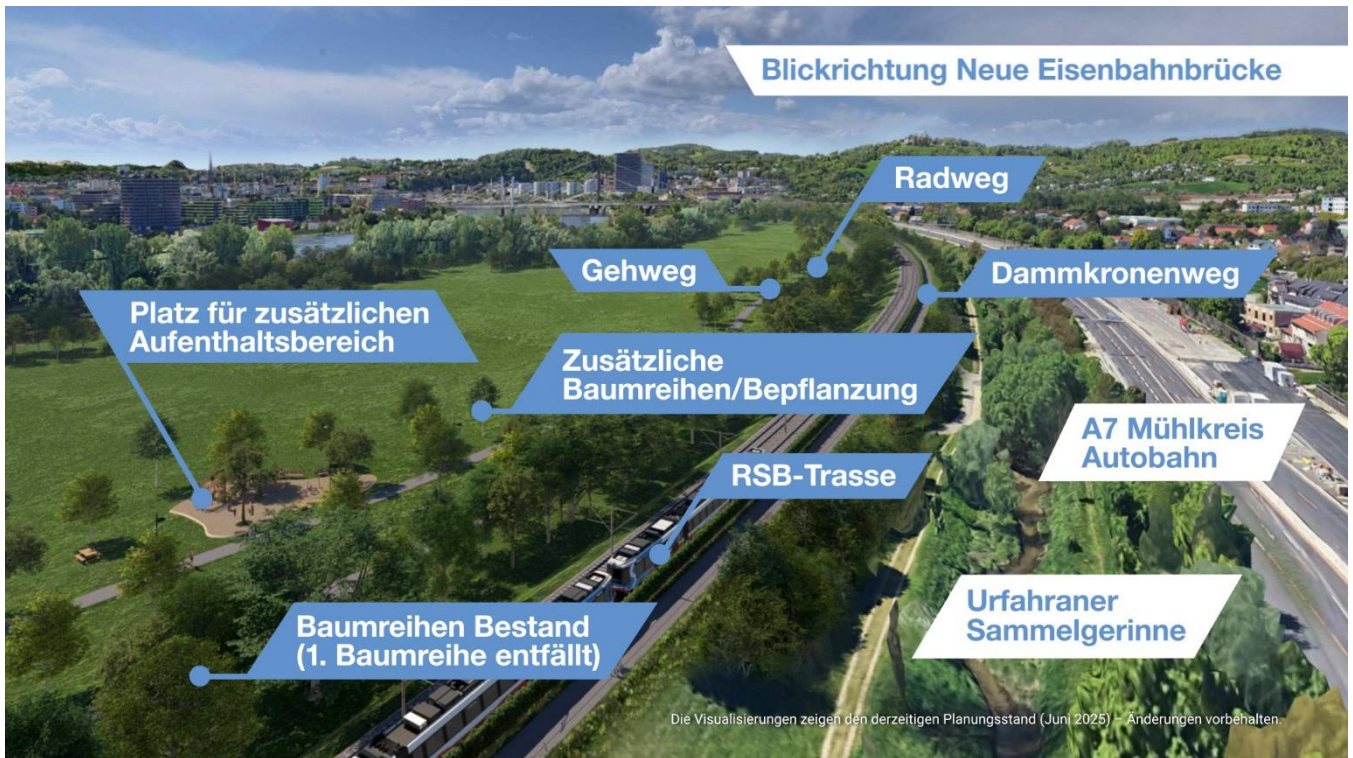 Blickrichtung Neue Eisenbahnbrücke
Radweg
Gehweg
Dammkronenweg
Platz für zusätzlichen
Aufenthaltsbereich
Zusätzliche
Baumreihen/Bepflanzung
A7 Mühlkreis
Autobahn
RSB-Trasse
Urfahraner
Sammelgerinne
Baumreihen Bestand
(1. Baumreihe entfällt)
Die Visualisierungen zeigen den derzeitigen Planungsstand (Juni 2025) – Änderungen vorbehalten.